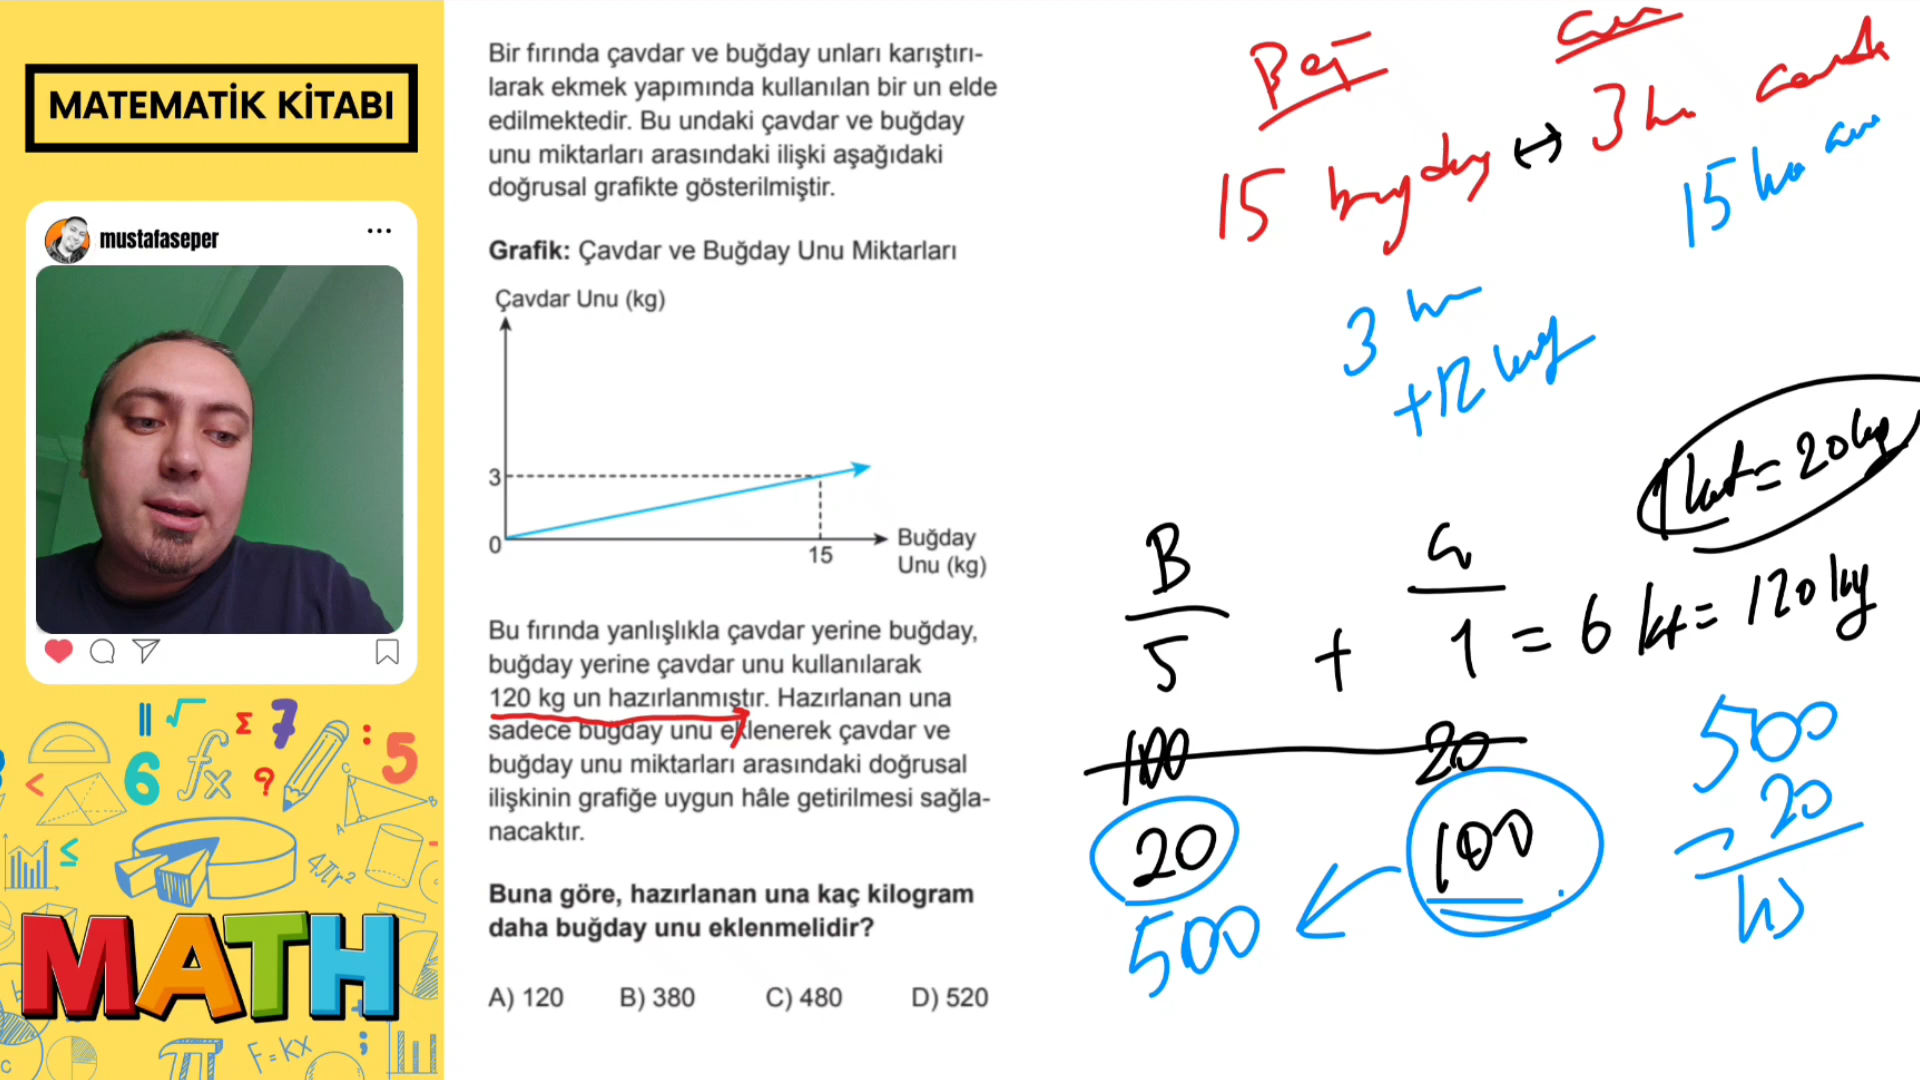 MATEMATİK KİTABI
mustafaseper
MATH
F=KX
4πr²
Bir fırında çavdar ve buğday unları karıştırı-
larak ekmek yapımında kullanılan bir un elde
edilmektedir. Bu undaki çavdar ve buğday
unu miktarları arasındaki ilişki aşağıdaki
doğrusal grafikte gösterilmiştir.
Grafik: Çavdar ve Buğday Unu Miktarları
Çavdar Unu (kg)
3
0
15
Buğday
Unu (kg)
Bu fırında yanlışlıkla çavdar yerine buğday,
buğday yerine çavdar unu kullanılarak
120 kg un hazırlanmıştır. Hazırlanan una
sadece buğday unu eklenerek çavdar ve
buğday unu miktarları arasındaki doğrusal
ilişkinin grafiğe uygun hâle getirilmesi sağla-
nacaktır.
Buna göre, hazırlanan una kaç kilogram
daha buğday unu eklenmelidir?
A) 120 B) 380 C) 480 D) 520
15 buğday ↔ 3
15
3
+12
1 kat = 20 kg
B
5 + 1 = 6 kat = 120 kg
100 20
20 100
500
500
- 20